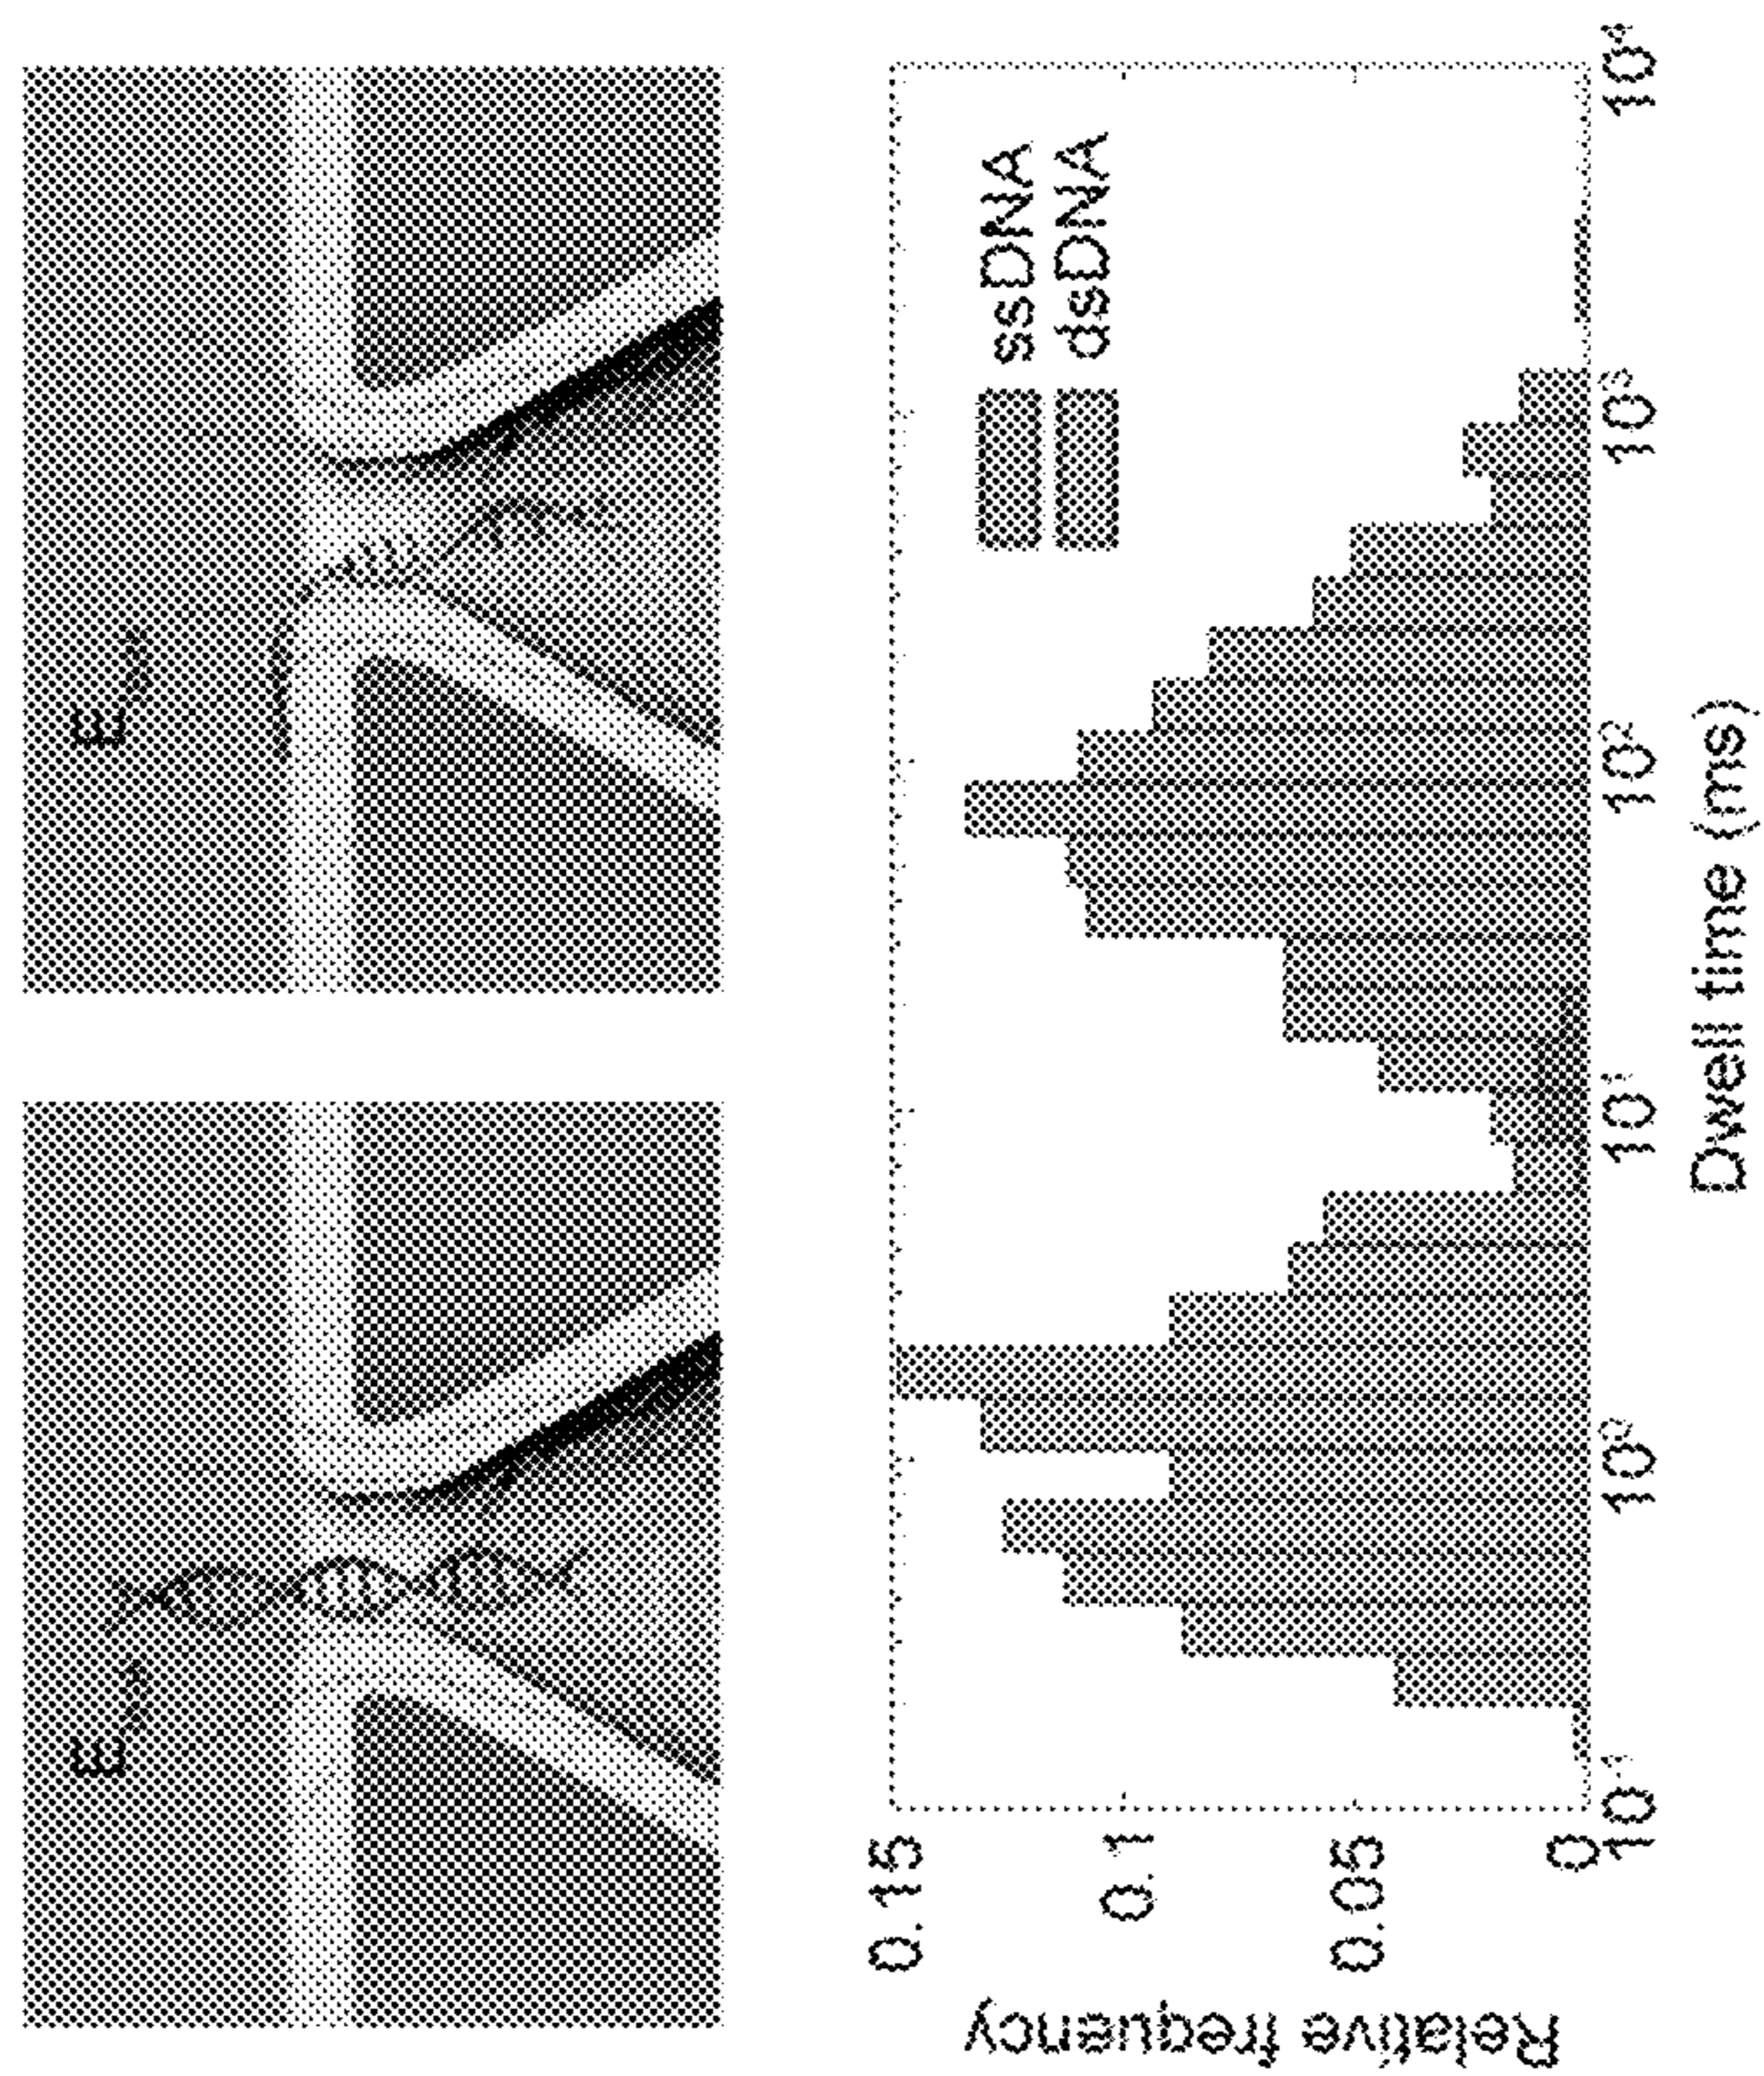 E
E
0.15
0.1
0.05
0
Relative frequency
ssDNA
dsDNA
10⁻¹
10⁰
10¹
10²
10³
10⁴
Dwell time (ms)